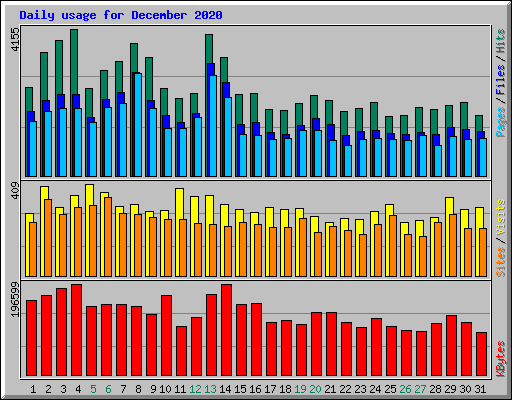 Daily usage for December 2020
4155
Pages / Files / Hits
409
Sites / Visits
196599
KBytes
1 2 3 4 5 6 7 8 9 10 11 12 13 14 15 16 17 18 19 20 21 22 23 24 25 26 27 28 29 30 31